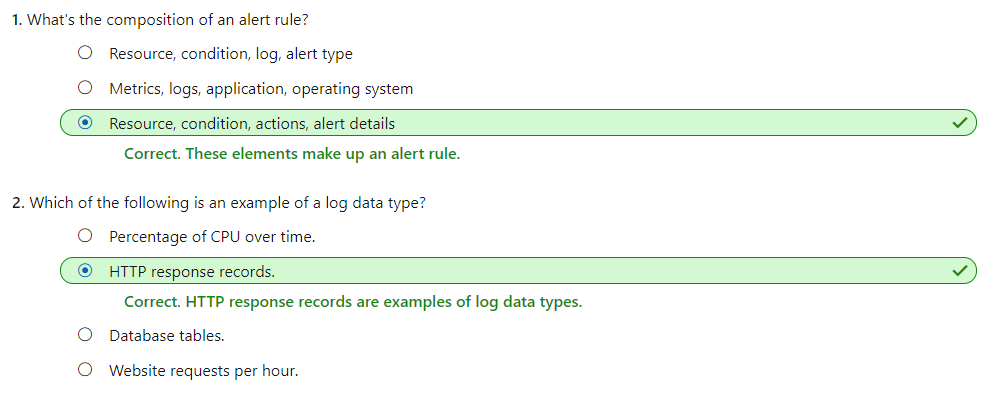 1. What's the composition of an alert rule?
Resource, condition, log, alert type
Metrics, logs, application, operating system
Resource, condition, actions, alert details
Correct. These elements make up an alert rule.
2. Which of the following is an example of a log data type?
Percentage of CPU over time.
HTTP response records.
Correct. HTTP response records are examples of log data types.
Database tables.
Website requests per hour.